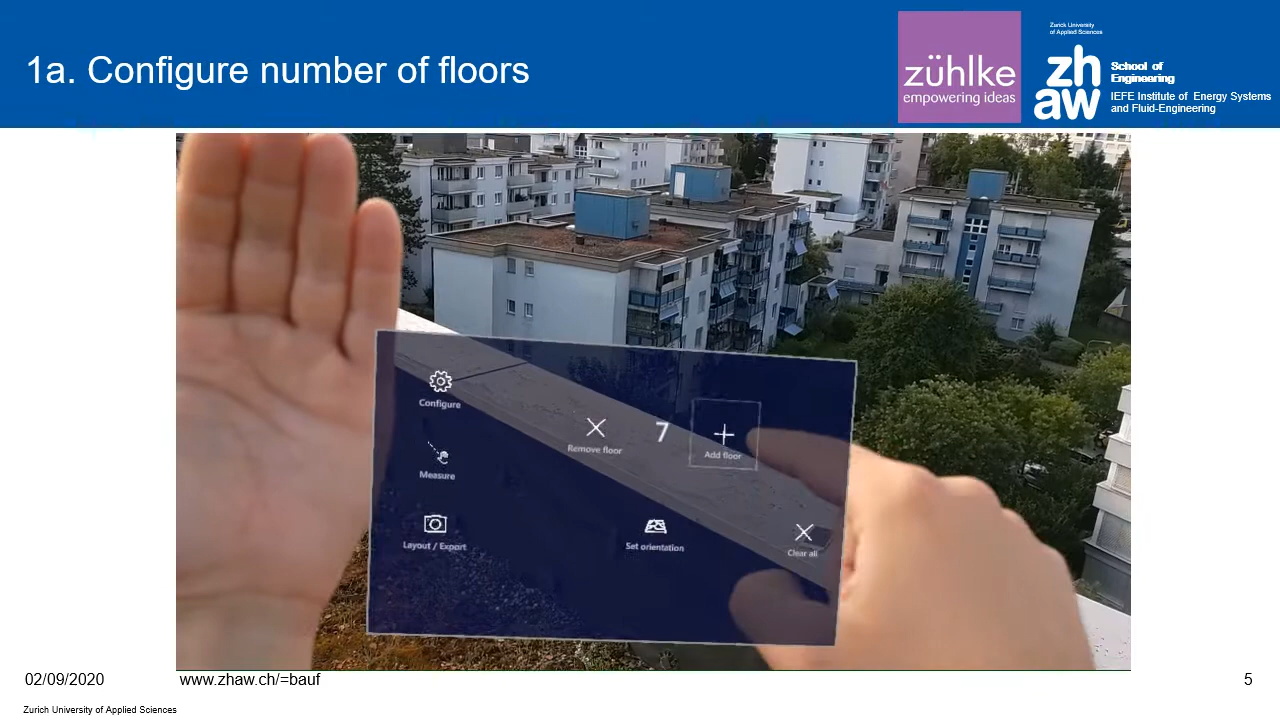 1a. Configure number of floors
zühlke
empowering ideas
Zurich University
of Applied Sciences
zh
aw
School of
Engineering
IEFE Institute of Energy Systems
and Fluid-Engineering
Configure
Remove floor
7
Add floor
Measure
Layout / Export
Set orientation
Clear all
02/09/2020
www.zhaw.ch/=bauf
5
Zurich University of Applied Sciences